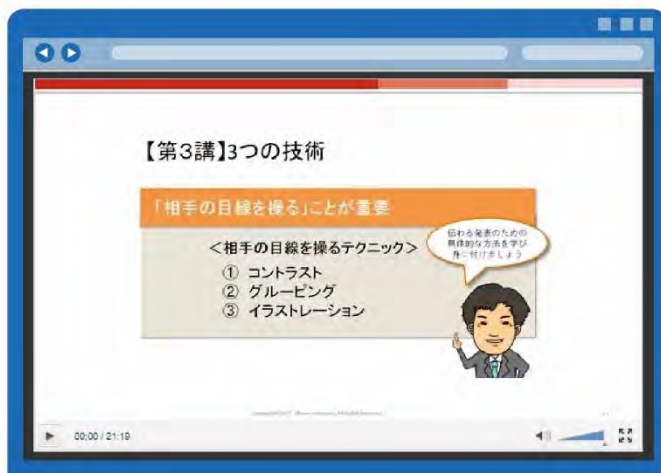 【第3講】3つの技術
「相手の目線を操る」ことが重要
<相手の目線を操るテクニック>
① コントラスト
② グルーピング
③ イラストレーション
伝わる発表のための
具体的な方法を学び
身に付けましょう
00:00 / 21:19